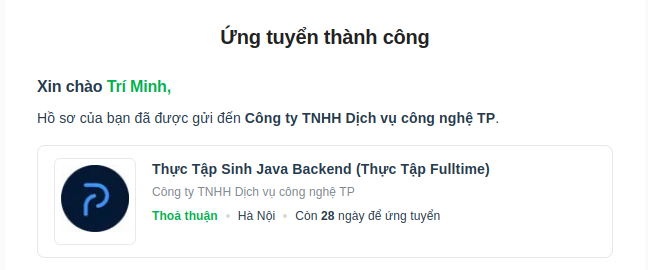 Ứng tuyển thành công
Xin chào Trí Minh,
Hồ sơ của bạn đã được gửi đến Công ty TNHH Dịch vụ công nghệ TP.
Thực Tập Sinh Java Backend (Thực Tập Fulltime)
Công ty TNHH Dịch vụ công nghệ TP
Thoả thuận • Hà Nội • Còn 28 ngày để ứng tuyển